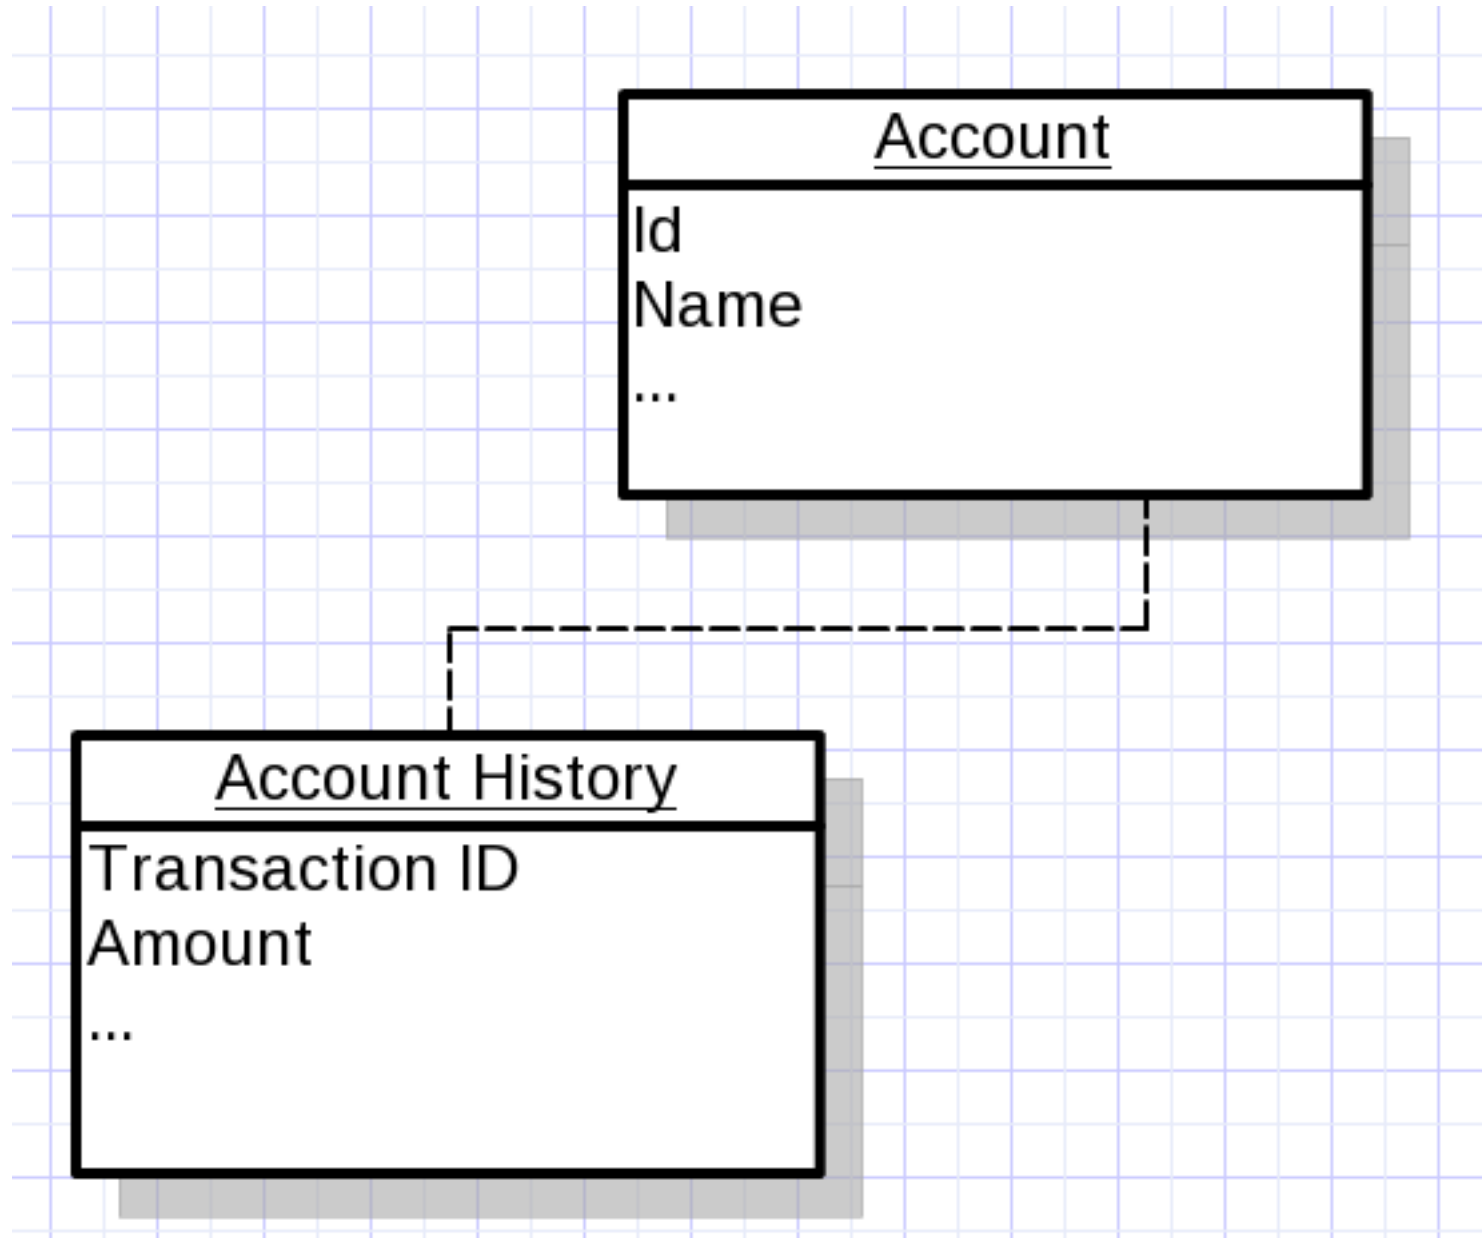 Account
Id
Name
...
Account History
Transaction ID
Amount
...